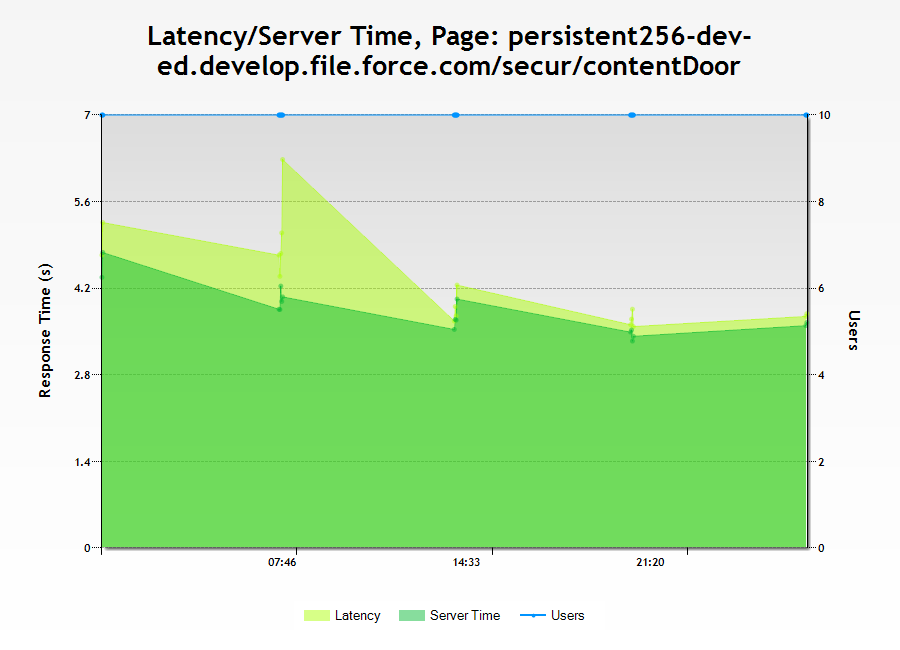 Latency/Server Time, Page: persistent256-dev-
ed.develop.file.force.com/secur/contentDoor
7
10
5.6
8
4.2
6
Response Time (s)
Users
2.8
4
1.4
2
0
0
07:46 14:33 21:20
Latency Server Time Users